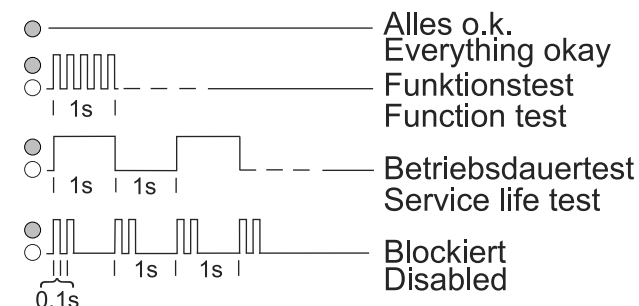 Alles o.k.
Everything okay
Funktionstest
1s
Function test
Betriebsdauertest
1s 1s
Service life test
Blockiert
1s 1s
Disabled
0,1s